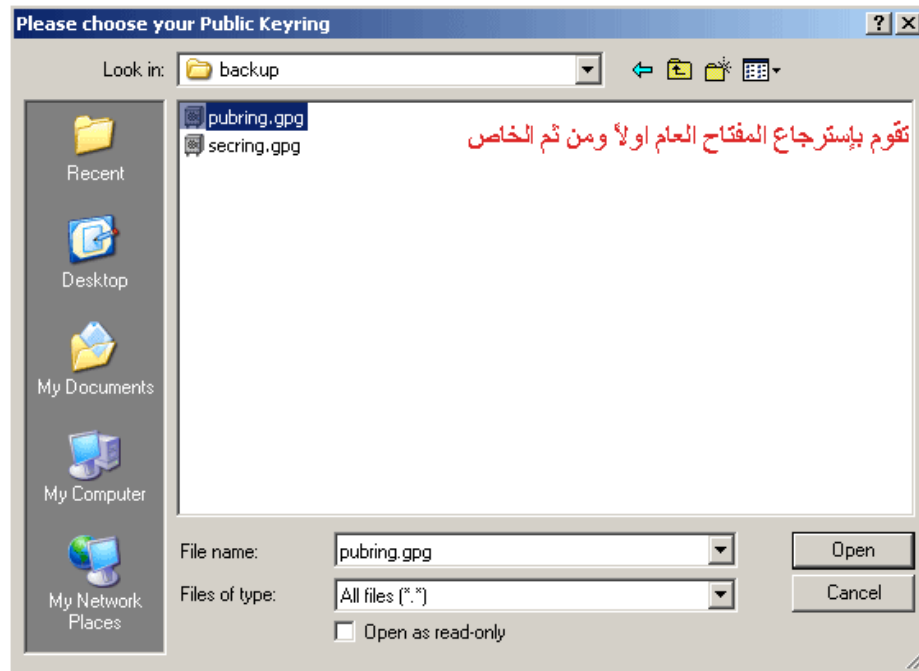 Please choose your Public Keyring
Look in:
backup
pubring.gpg
secring.gpg
تقوم بإسترجاع المفتاح العام اولاً ومن ثم الخاص
Recent
Desktop
My Documents
My Computer
My Network
Places
File name:
pubring.gpg
Open
Files of type:
All files (*.*)
Cancel
Open as read-only